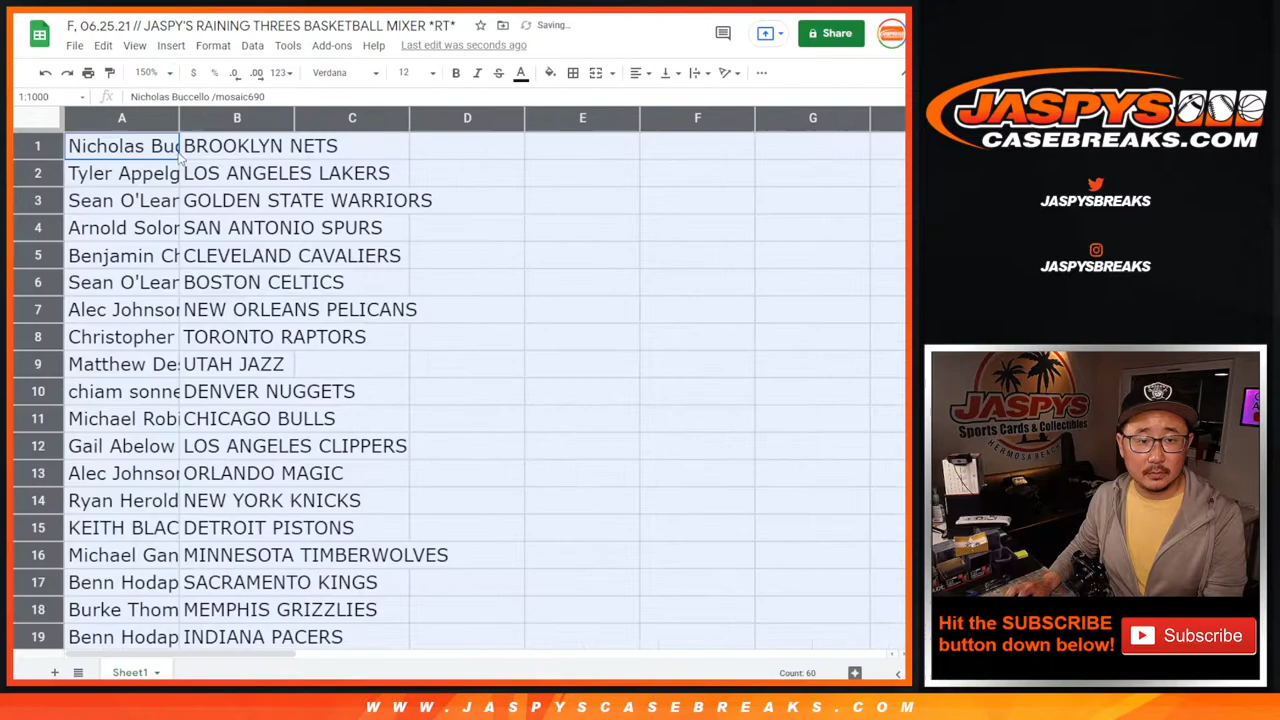 F, 06.25.21 // JASPY'S RAINING THREES BASKETBALL MIXER *RT*
Saving...
File Edit View Insert Format Data Tools Add-ons Help Last edit was seconds ago
Share
150% $ % .0 .00 123 Verdana 12 B I S A
1:1000 fx Nicholas Buccello /mosaic690
A B C D E F G
1 Nicholas Buc BROOKLYN NETS
2 Tyler Appelg LOS ANGELES LAKERS
3 Sean O'Lear GOLDEN STATE WARRIORS
4 Arnold Solor SAN ANTONIO SPURS
5 Benjamin Ch CLEVELAND CAVALIERS
6 Sean O'Lear BOSTON CELTICS
7 Alec Johnson NEW ORLEANS PELICANS
8 Christopher TORONTO RAPTORS
9 Matthew Des UTAH JAZZ
10 chiam sonne DENVER NUGGETS
11 Michael Robi CHICAGO BULLS
12 Gail Abelow LOS ANGELES CLIPPERS
13 Alec Johnson ORLANDO MAGIC
14 Ryan Herold NEW YORK KNICKS
15 KEITH BLAC DETROIT PISTONS
16 Michael Gan MINNESOTA TIMBERWOLVES
17 Benn Hodap SACRAMENTO KINGS
18 Burke Thom MEMPHIS GRIZZLIES
19 Benn Hodap INDIANA PACERS
Sheet1
Count: 60
JASPYS
CASEBREAKS.COM
JASPYSBREAKS
JASPYSBREAKS
JASPYS
Sports Cards & Collectibles
HERMOSA BEACH
Hit the SUBSCRIBE
button down below!
Subscribe
WWW.JASPYSCASEBREAKS.COM